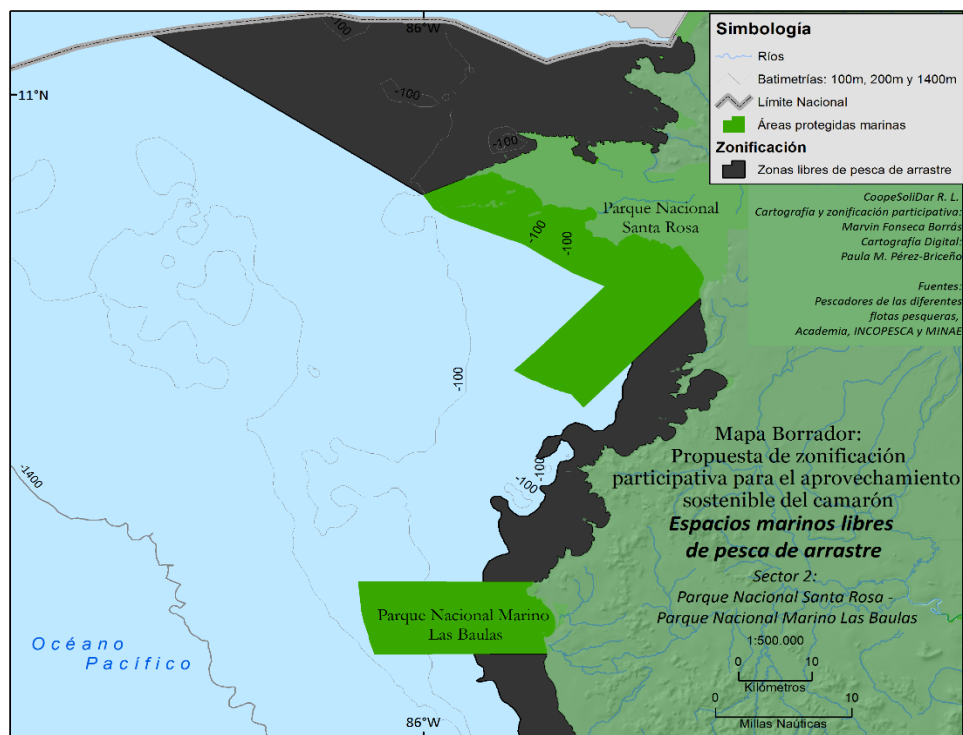 86°W
-100
11°N
-100
-100
Simbología
Ríos
Batimetrías: 100m, 200m y 1400m
Límite Nacional
Áreas protegidas marinas
Zonificación
Zonas libres de pesca de arrastre
CoopeSoliDar R. L.
Cartografía y zonificación participativa:
Marvin Fonseca Borrás
Cartografía Digital:
Paula M. Pérez-Briceño
Fuentes:
Pescadores de las diferentes
flotas pesqueras,
Academia, INCOPESCA y MINAE
Parque Nacional
Santa Rosa
-100
-100
-100
-100
-100
-1400
Mapa Borrador:
Propuesta de zonificación
participativa para el aprovechamiento
sostenible del camarón
Espacios marinos libres
de pesca de arrastre
Sector 2:
Parque Nacional Santa Rosa -
Parque Nacional Marino Las Baulas
1:500.000
0 10
Kilómetros
0 10
Millas Naúticas
Parque Nacional Marino
Las Baulas
Océano
Pacífico
86°W